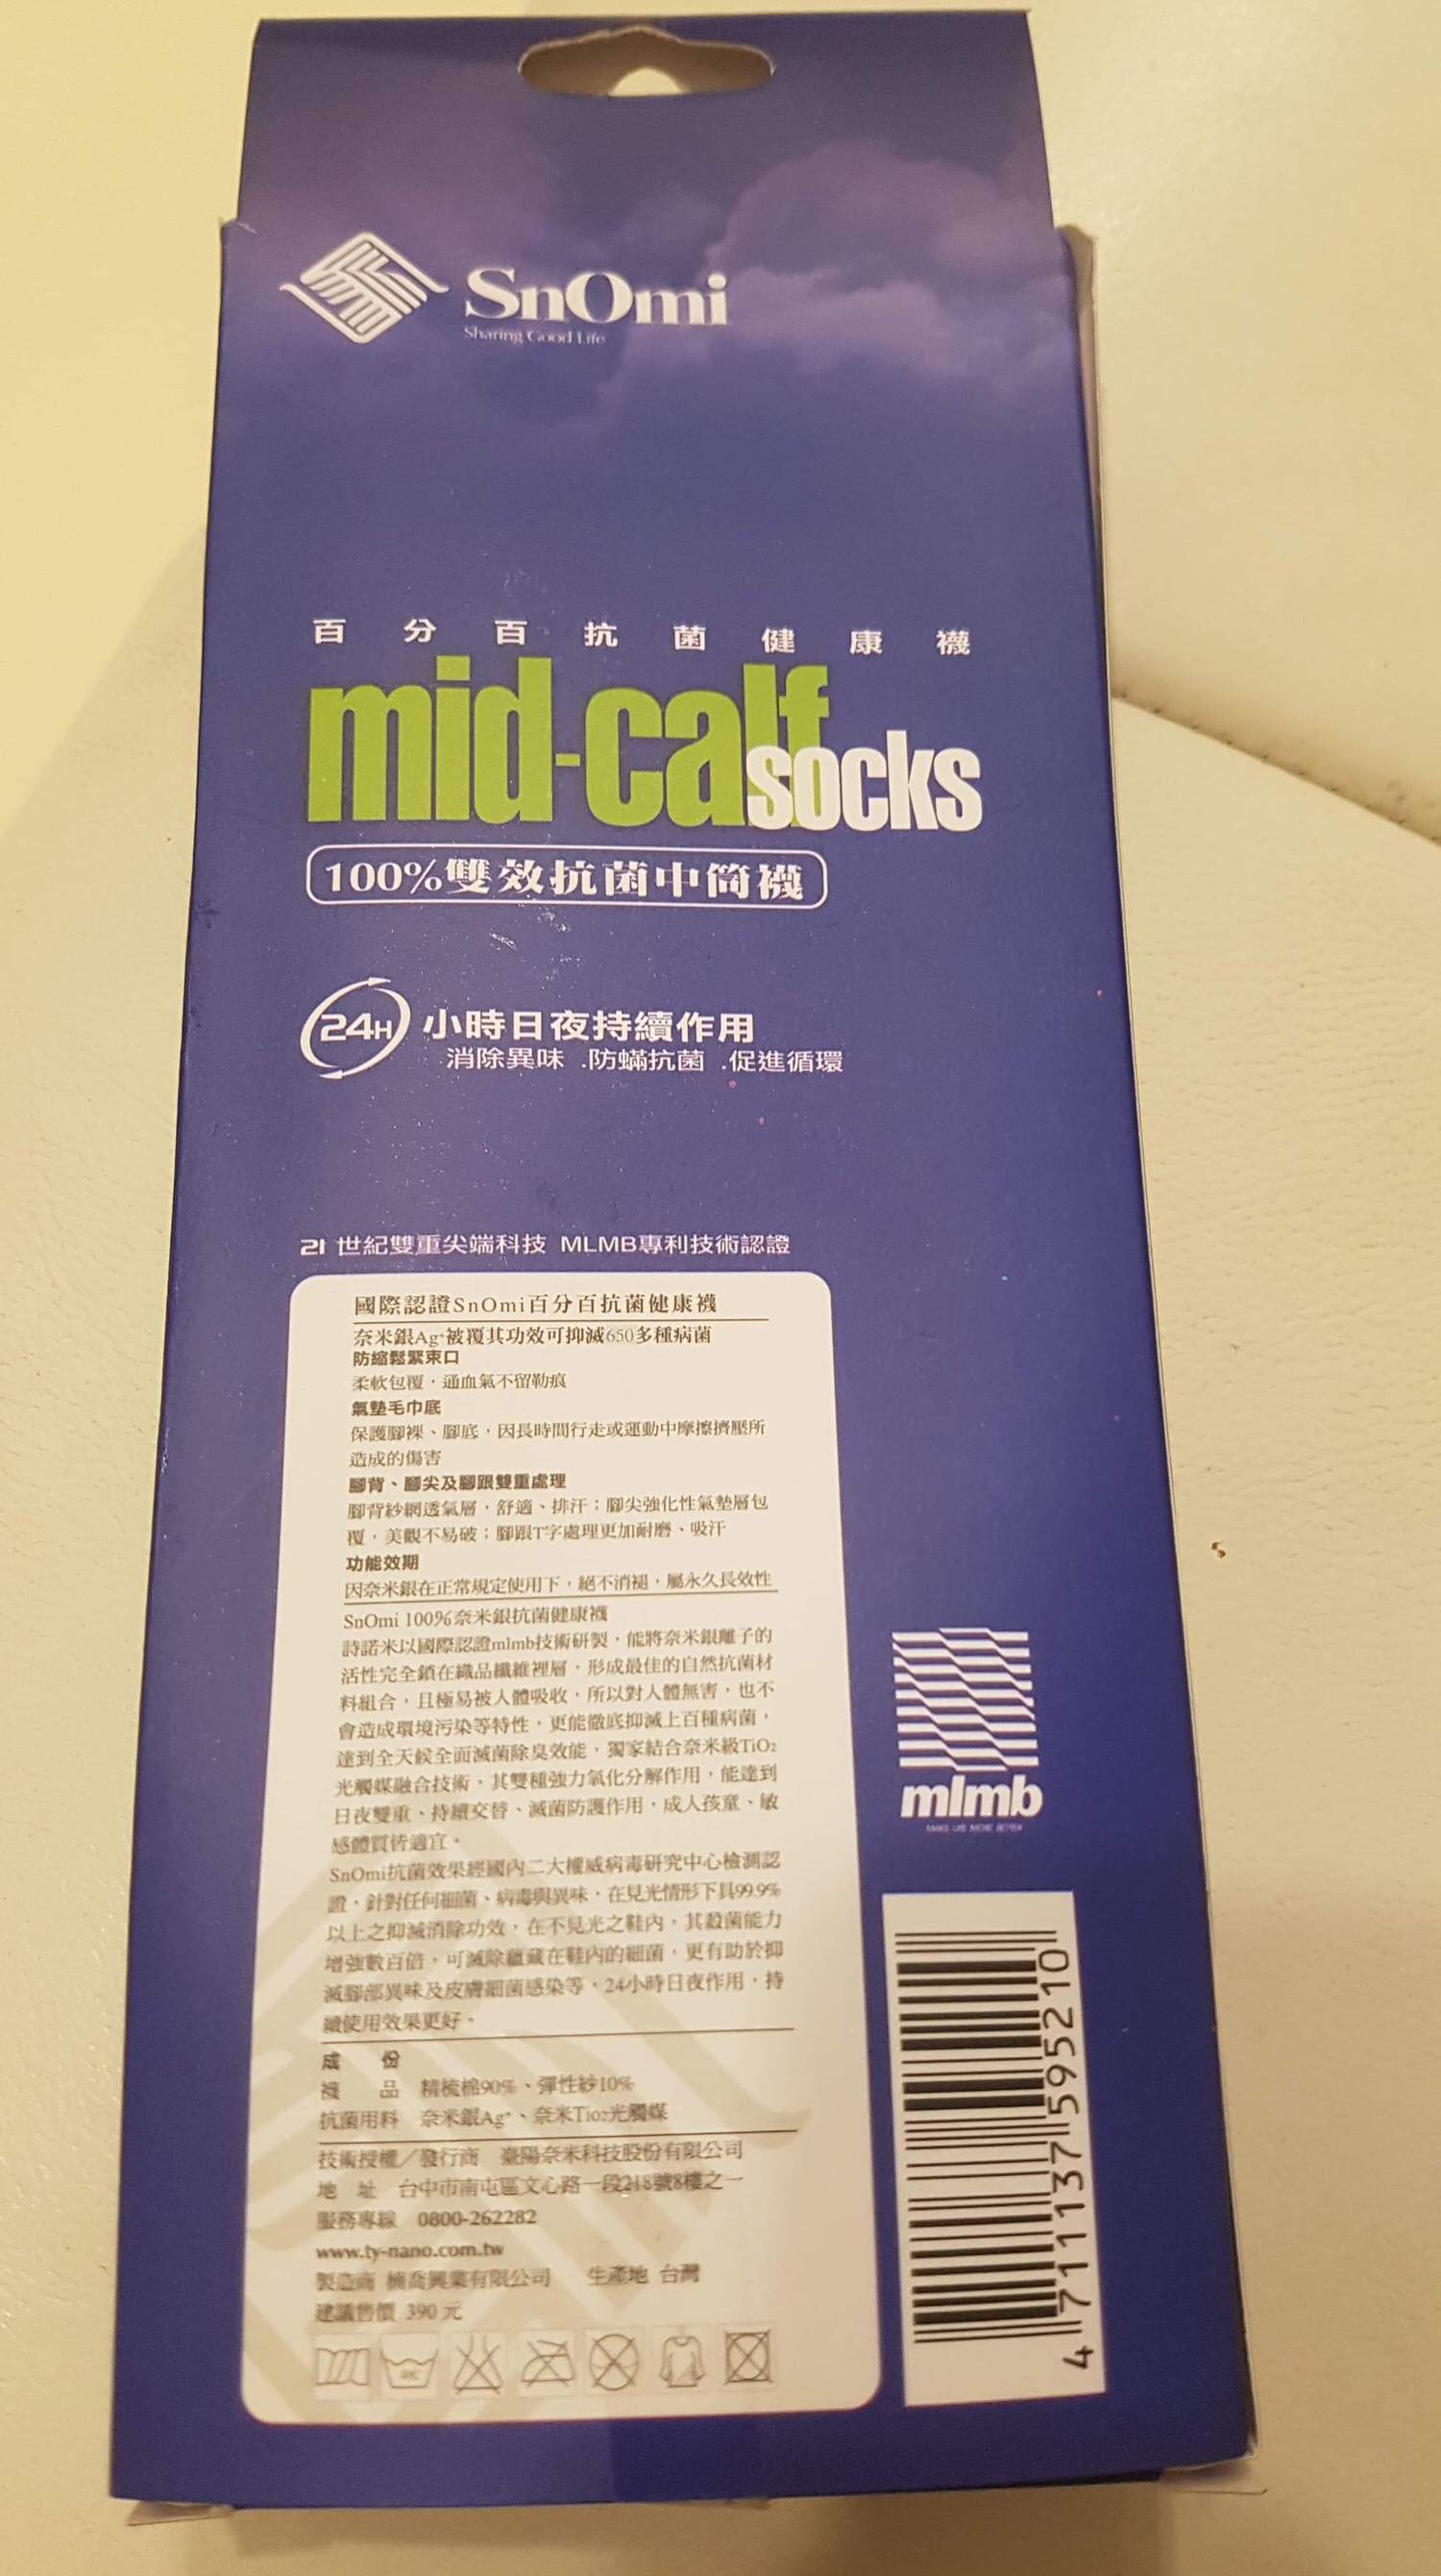 SnOmi
Sharing Good Life
百分百抗菌健康襪
mid-calf socks
100%雙效抗菌中筒襪
24H 小時日夜持續作用
消除異味 .防蟎抗菌 .促進循環
21 世紀雙重尖端科技 MLMB專利技術認證
國際認證SnOmi百分百抗菌健康襪
奈米銀Ag+被覆其功效可抑滅650多種病菌
防縮鬆緊束口
柔軟包覆，通血氣不留勒痕
氣墊毛巾底
保護腳裸、腳底，因長時間行走或運動中摩擦擠壓所
造成的傷害
腳背、腳尖及腳跟雙重處理
腳背紗網透氣層，舒適、排汗；腳尖強化性氣墊層包
覆，美觀不易破；腳跟T字處理更加耐磨、吸汗
功能效期
因奈米銀在正常規定使用下，絕不消褪，屬永久長效性
SnOmi 100%奈米銀抗菌健康襪
詩諾米以國際認證mlmb技術研製，能將奈米銀離子的
活性完全鎖在織品纖維裡層，形成最佳的自然抗菌材
料組合，且極易被人體吸收，所以對人體無害，也不
會造成環境污染等特性，更能徹底抑滅上百種病菌，
達到全天候全面滅菌除臭效能，獨家結合奈米級TiO2
光觸媒融合技術，其雙種強力氧化分解作用，能達到
日夜雙重、持續交替、滅菌防護作用，成人孩童、敏
感體質皆適宜。
SnOmi抗菌效果經國內二大權威病毒研究中心檢測認
證，針對任何細菌、病毒與異味，在見光情形下具99.9%
以上之抑滅消除功效，在不見光之鞋內，其殺菌能力
增強數百倍，可滅除蘊藏在鞋內的細菌，更有助於抑
滅腳部異味及皮膚細菌感染等，24小時日夜作用，持
續使用效果更好。
成 份
襪 品 精梳棉90%、彈性紗10%
抗菌用料 奈米銀Ag+、奈米Tio2光觸媒
技術授權／發行商 臺陽奈米科技股份有限公司
地 址 台中市南屯區文心路一段218號8樓之一
服務專線 0800-262282
www.ty-nano.com.tw
製造商 楠喬興業有限公司 生產地 台灣
建議售價 390 元
mlmb
MAKE LIFE MORE BETTER
4 711137 595210